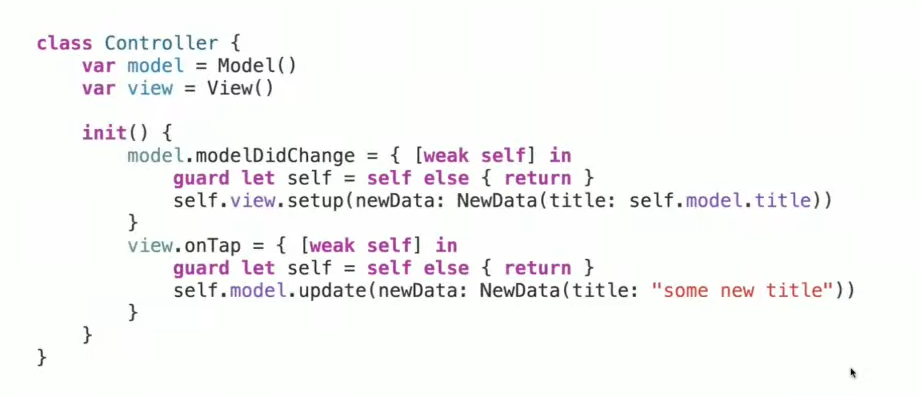 class Controller {
    var model = Model()
    var view = View()
    init() {
        model.modelDidChange = { [weak self] in
            guard let self = self else { return }
            self.view.setup(newData: NewData(title: self.model.title))
        }
        view.onTap = { [weak self] in
            guard let self = self else { return }
            self.model.update(newData: NewData(title: "some new title"))
        }
    }
}